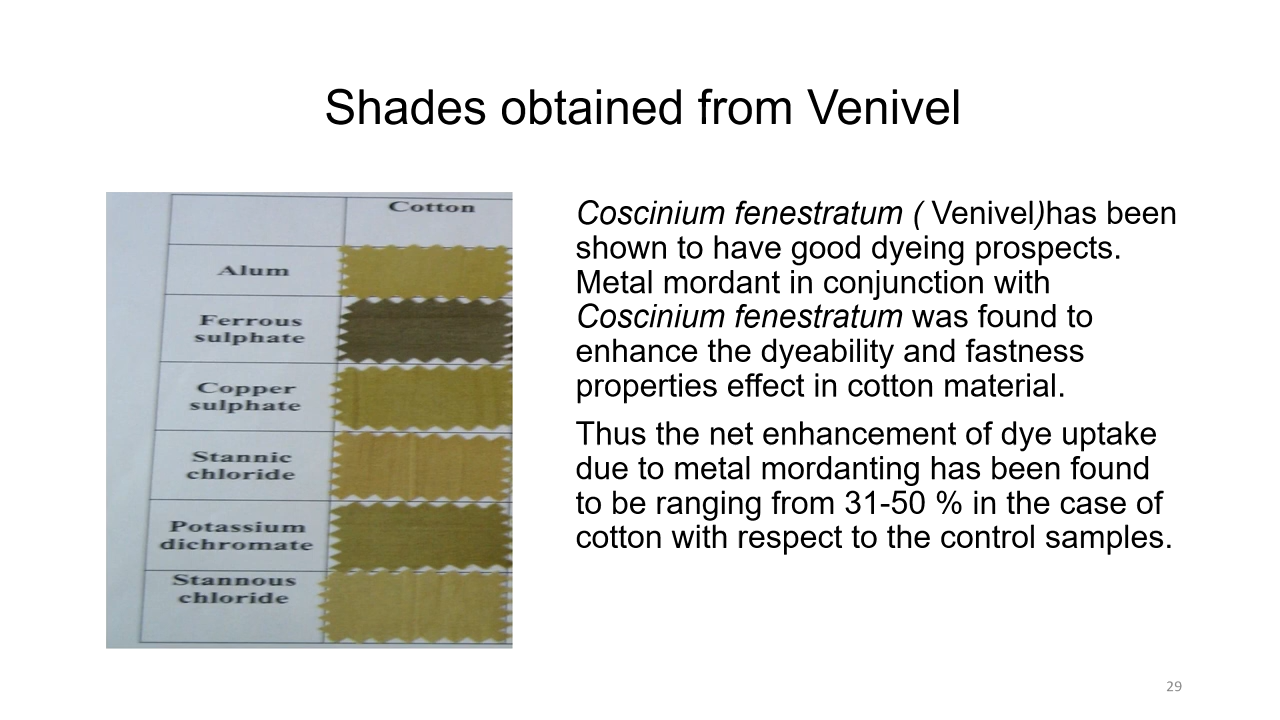 Shades obtained from Venivel
Cotton
Alum
Ferrous
sulphate
Copper
sulphate
Stannic
chloride
Potassium
dichromate
Stannous
chloride
Coscinium fenestratum ( Venivel)has been
shown to have good dyeing prospects.
Metal mordant in conjunction with
Coscinium fenestratum was found to
enhance the dyeability and fastness
properties effect in cotton material.
Thus the net enhancement of dye uptake
due to metal mordanting has been found
to be ranging from 31-50 % in the case of
cotton with respect to the control samples.
29